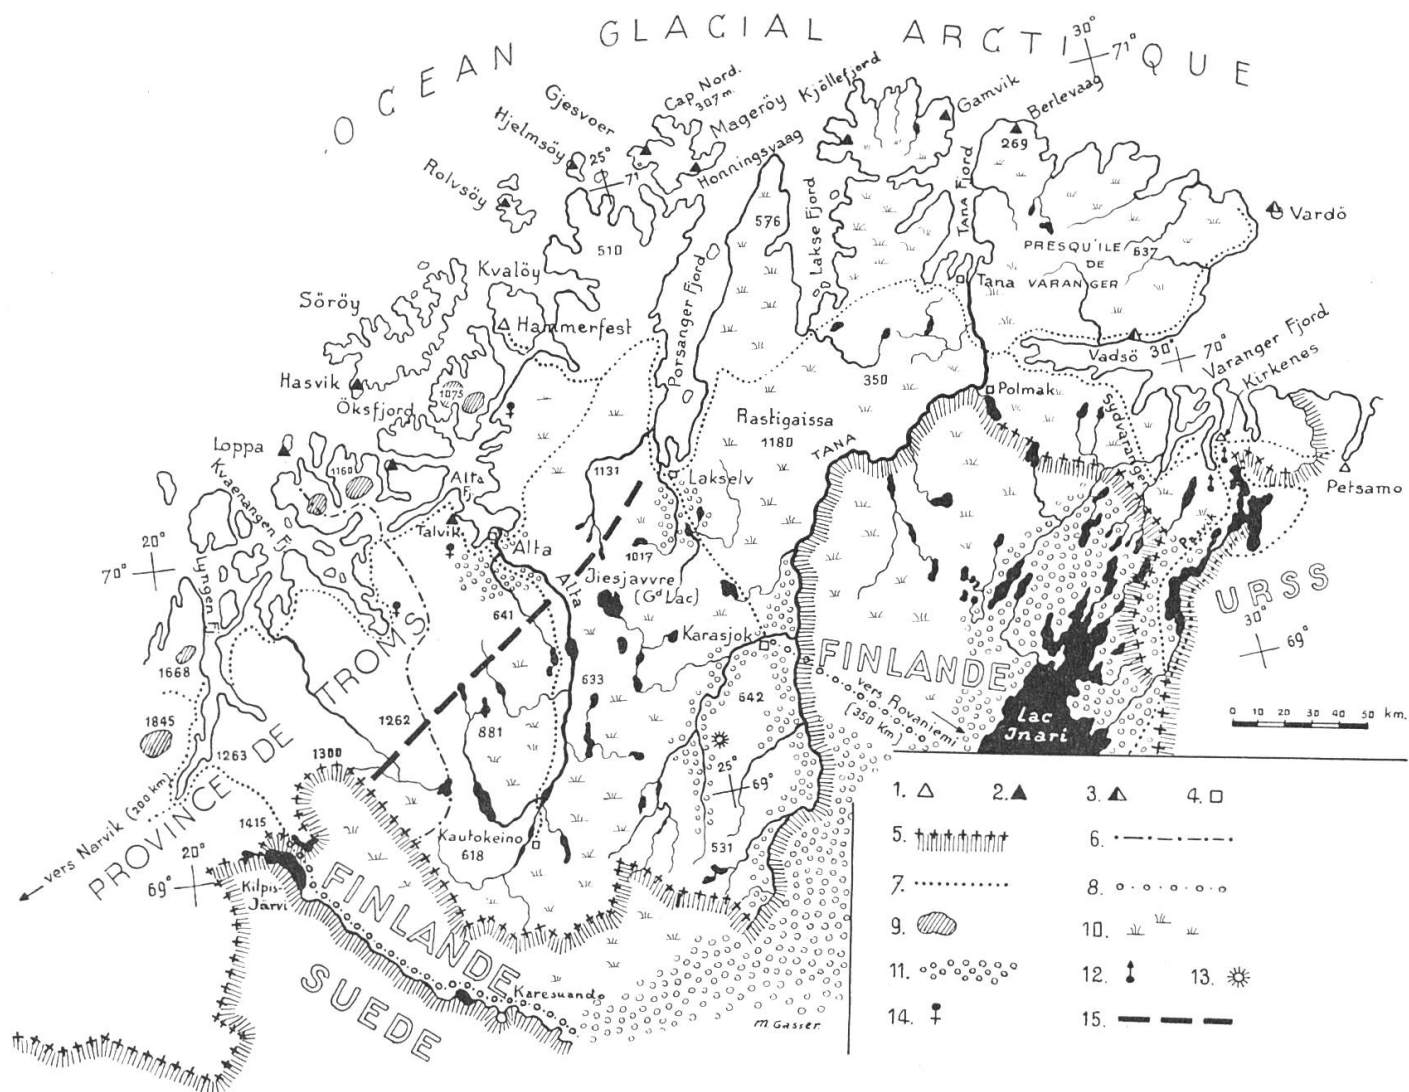 OCEAN GLACIAL ARCTIQUE
30°
71°
Cap Nord.
307 m.
Gjesvoer
Hjelmsöy
Rolvsöy
25°
71°
Mageröy
Honningsvaag
Kjöllefjord
Gamvik
Berlevaag
269
Tana Fjord
Lakse Fjord
576
510
Porsanger Fjord
Vardö
PRESQU'ILE
DE
VARANGER
637
Tana
Kvalöy
Söröy
Hammerfest
Hasvik
Öksfjord
1075
Vadsö
30°
70°
Varanger Fjord
Kirkenes
350
Polmak
Sydvaranger
Rastigaissa
1180
TANA
Loppa
1160
Kvaenangen Fj.
Alta
Fj.
Talvik
Alta
1131
Lakselv
Petsamo
Pasvik
20°
70°
Lyngen Fj.
1017
Jiesjavvre
(Gd Lac)
Alta
641
URSS
30°
69°
Karasjok
FINLANDE
vers Rovaniemi
(350 km)
Lac
Inari
0 10 20 30 40 50 km.
1668
1845
1263
1262
1300
633
642
881
25°
69°
PROVINCE DE TROMS
vers Narvik (200 km)
1415
20°
69°
Kilpis-
Järvi
Kautokeino
618
531
FINLANDE
SUEDE
Karesuando
M. Gasser.
1. 2. 3. 4.
5. 6.
7. 8.
9. 10.
11. 12. 13.
14. 15.